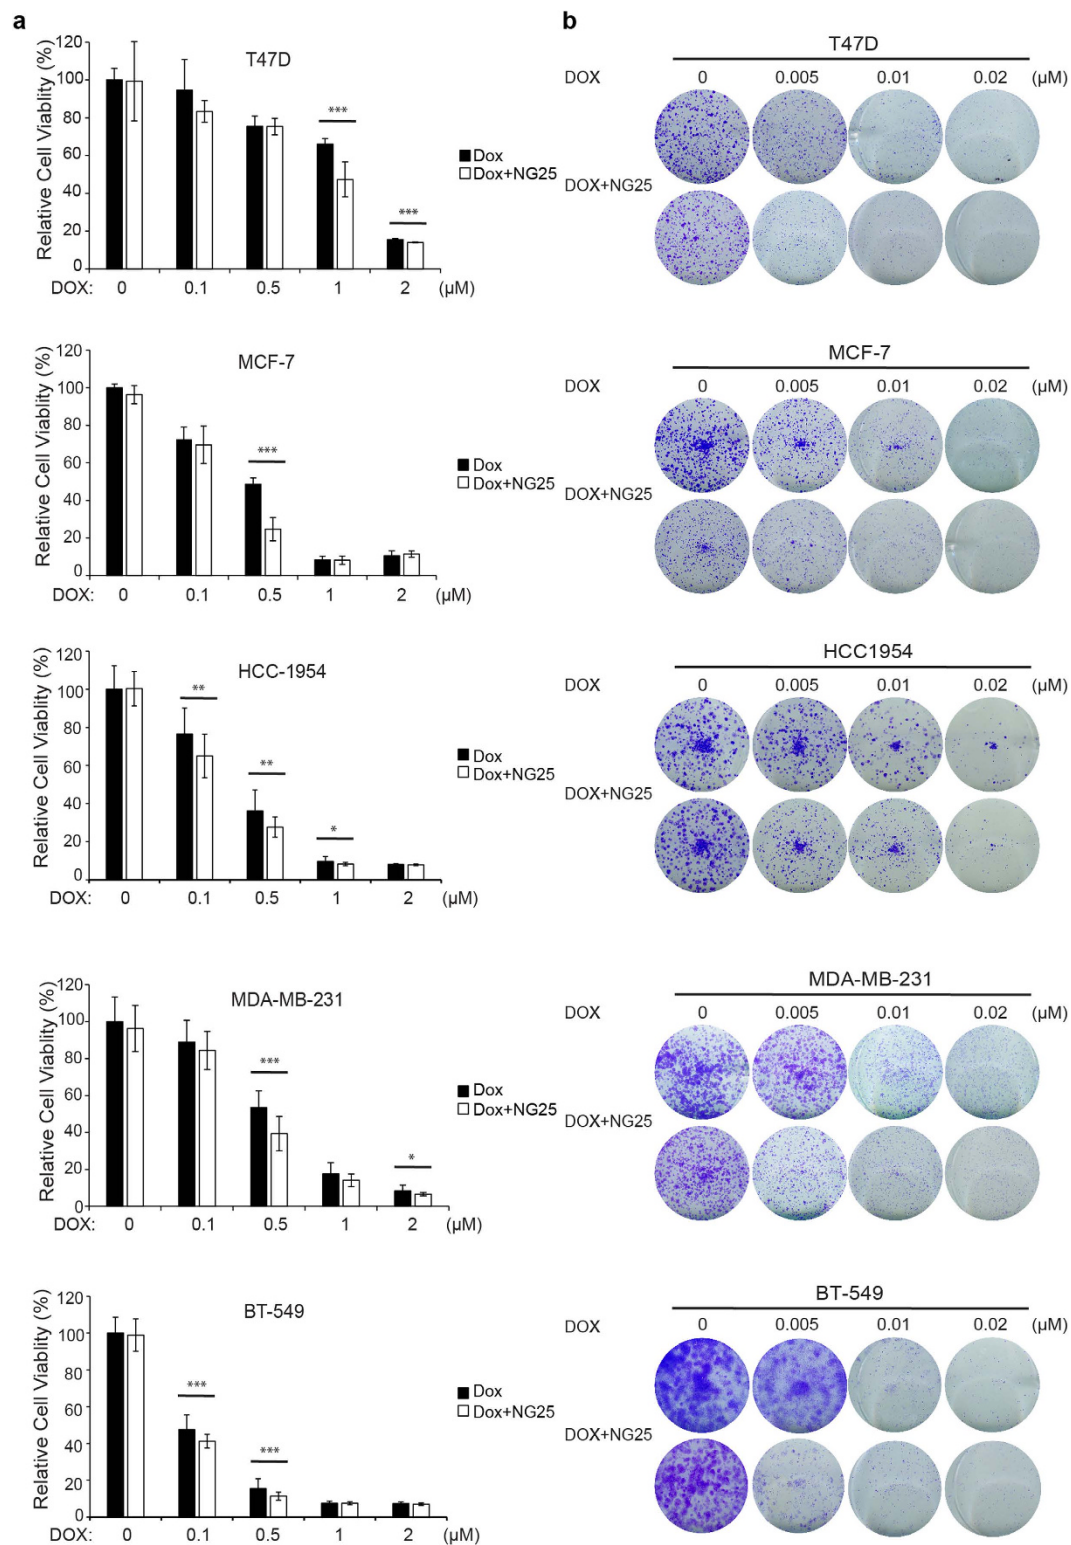 a
120
100
80
60
40
20
0
Relative Cell Viablity (%)
T47D
***
***
Dox
Dox+NG25
DOX: 0 0.1 0.5 1 2 (µM)
120
100
80
60
40
20
0
Relative Cell Viablity (%)
MCF-7
***
Dox
Dox+NG25
DOX: 0 0.1 0.5 1 2 (µM)
120
100
80
60
40
20
0
Relative Cell Viablity (%)
HCC-1954
**
**
*
Dox
Dox+NG25
DOX: 0 0.1 0.5 1 2 (µM)
120
100
80
60
40
20
0
Relative Cell Viablity (%)
MDA-MB-231
***
*
Dox
Dox+NG25
DOX: 0 0.1 0.5 1 2 (µM)
120
100
80
60
40
20
0
Relative Cell Viablity (%)
BT-549
***
***
Dox
Dox+NG25
DOX: 0 0.1 0.5 1 2 (µM)
b
T47D
DOX 0 0.005 0.01 0.02 (µM)
DOX+NG25
MCF-7
DOX 0 0.005 0.01 0.02 (µM)
DOX+NG25
HCC1954
DOX 0 0.005 0.01 0.02 (µM)
DOX+NG25
MDA-MB-231
DOX 0 0.005 0.01 0.02 (µM)
DOX+NG25
BT-549
DOX 0 0.005 0.01 0.02 (µM)
DOX+NG25